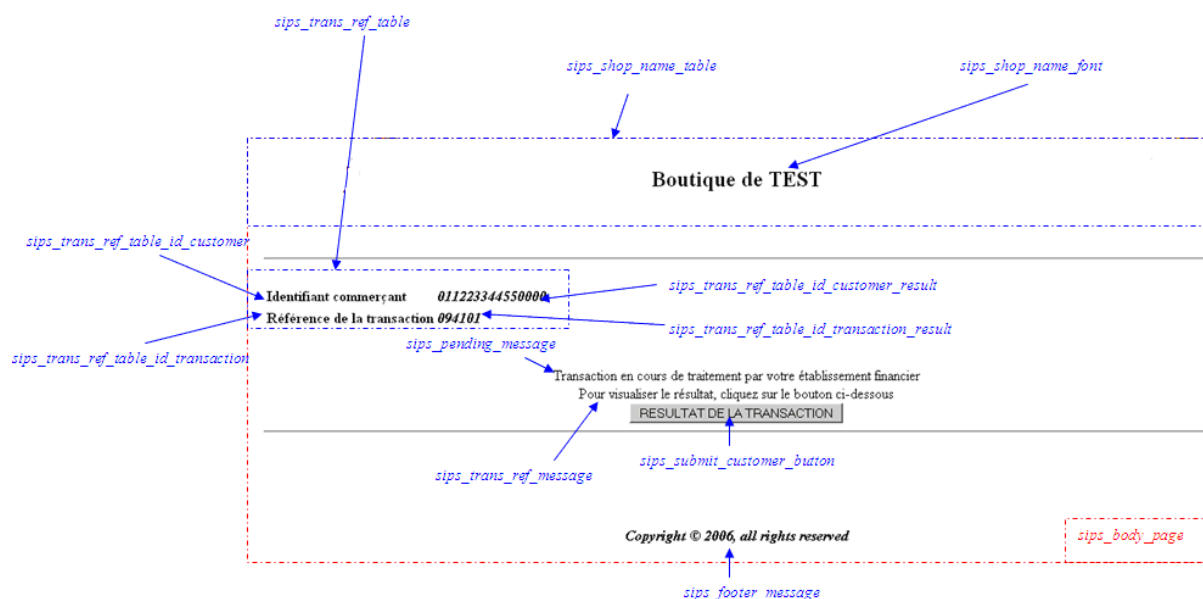 sips_trans_ref_table
sips_shop_name_table
sips_shop_name_font
Boutique de TEST
sips_trans_ref_table_id_customer
Identifiant commerçant 011223344550000
sips_trans_ref_table_id_customer_result
Référence de la transaction 094101
sips_trans_ref_table_id_transaction_result
sips_trans_ref_table_id_transaction
sips_pending_message
Transaction en cours de traitement par votre établissement financier
Pour visualiser le résultat, cliquez sur le bouton ci-dessous
RESULTAT DE LA TRANSACTION
sips_trans_ref_message
sips_submit_customer_button
Copyright © 2006, all rights reserved
sips_body_page
sips_footer_message